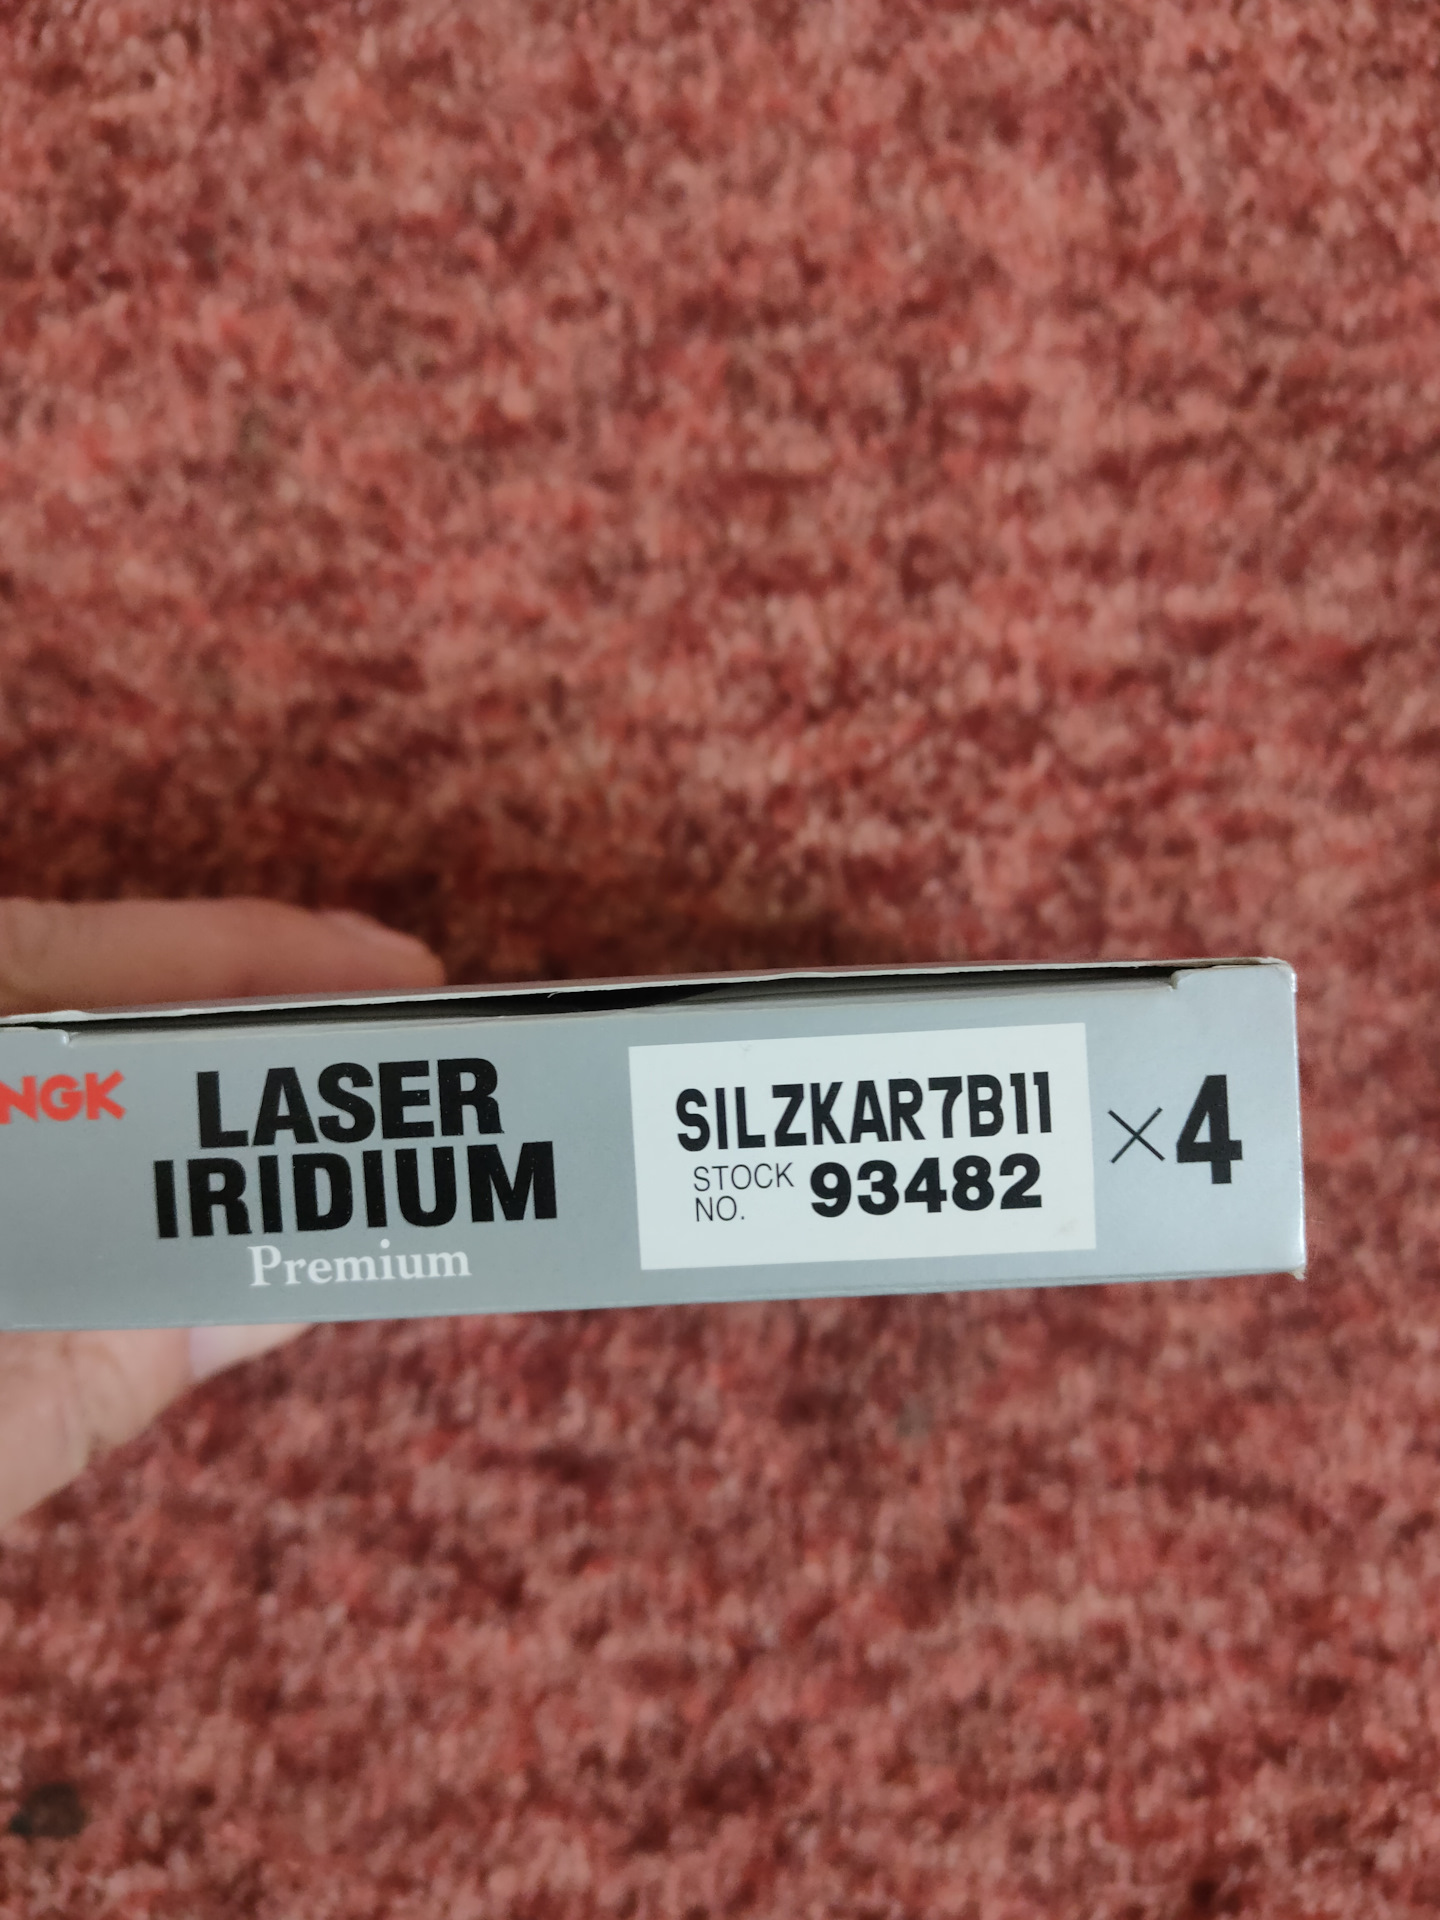 NGK
LASER
IRIDIUM
Premium
SILZKAR7B11
STOCK NO. 93482
×4